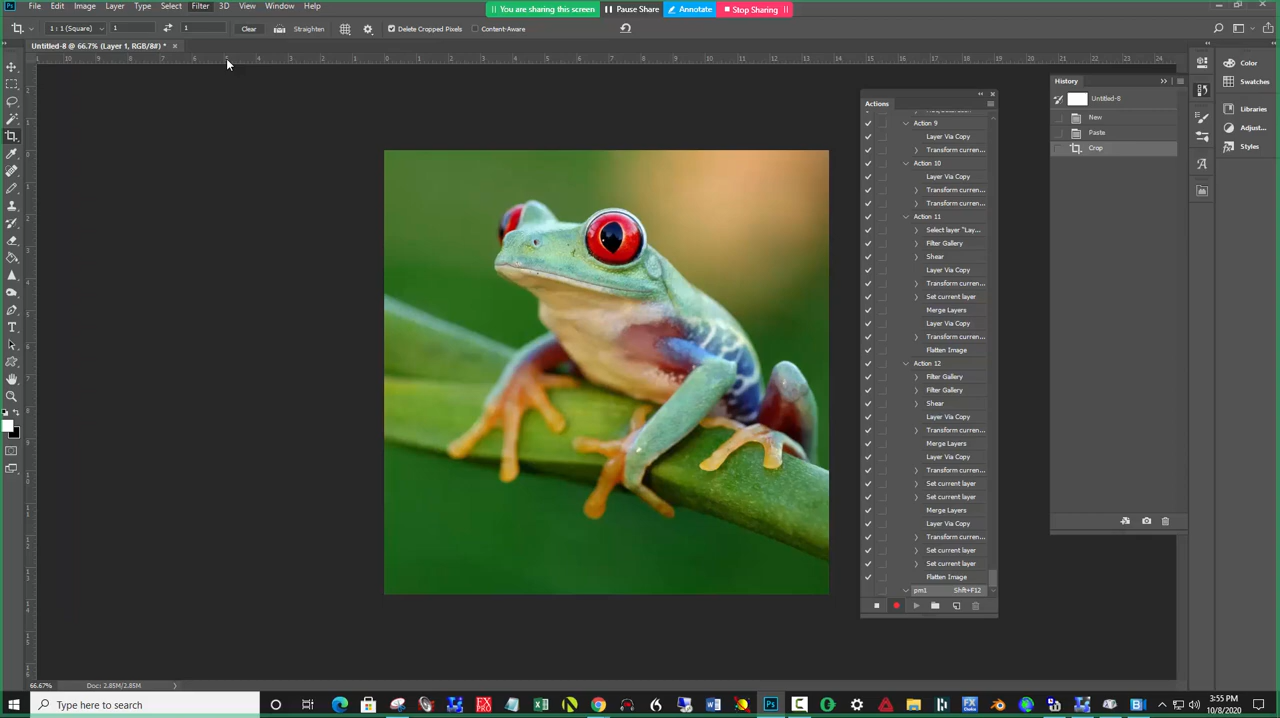 You are sharing this screen
Pause Share
Annotate
Stop Sharing
Ps File Edit Image Layer Type Select Filter 3D View Window Help
1 : 1 (Square) 1 1 Clear Straighten Delete Cropped Pixels Content-Aware
Untitled-8 @ 66.7% (Layer 1, RGB/8#) *
Actions
Action 9
Layer Via Copy
Transform curren...
Action 10
Layer Via Copy
Transform curren...
Transform curren...
Action 11
Select layer "Lay...
Filter Gallery
Shear
Layer Via Copy
Transform curren...
Set current layer
Merge Layers
Layer Via Copy
Transform curren...
Flatten Image
Action 12
Filter Gallery
Filter Gallery
Shear
Layer Via Copy
Transform curren...
Merge Layers
Layer Via Copy
Transform curren...
Set current layer
Set current layer
Merge Layers
Layer Via Copy
Transform curren...
Set current layer
Set current layer
Flatten Image
pm1 Shift+F12
History
Untitled-8
New
Paste
Crop
Color
Swatches
Libraries
Adjust...
Styles
66.67% Doc: 2.85M/2.85M
Type here to search
3:55 PM
10/8/2020